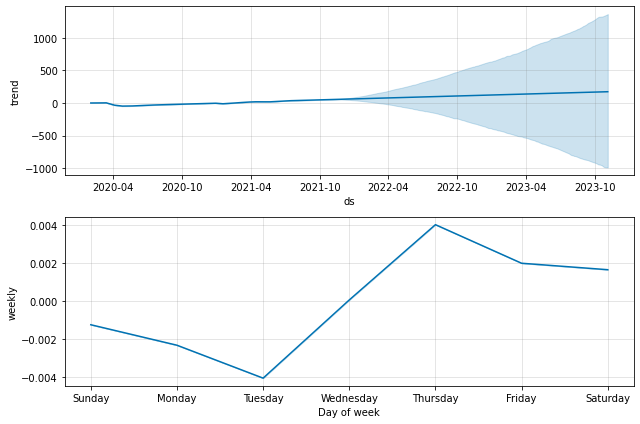 trend
1000
500
0
−500
−1000
2020-04 2020-10 2021-04 2021-10 2022-04 2022-10 2023-04 2023-10
ds
weekly
0.004
0.002
0.000
−0.002
−0.004
Sunday Monday Tuesday Wednesday Thursday Friday Saturday
Day of week